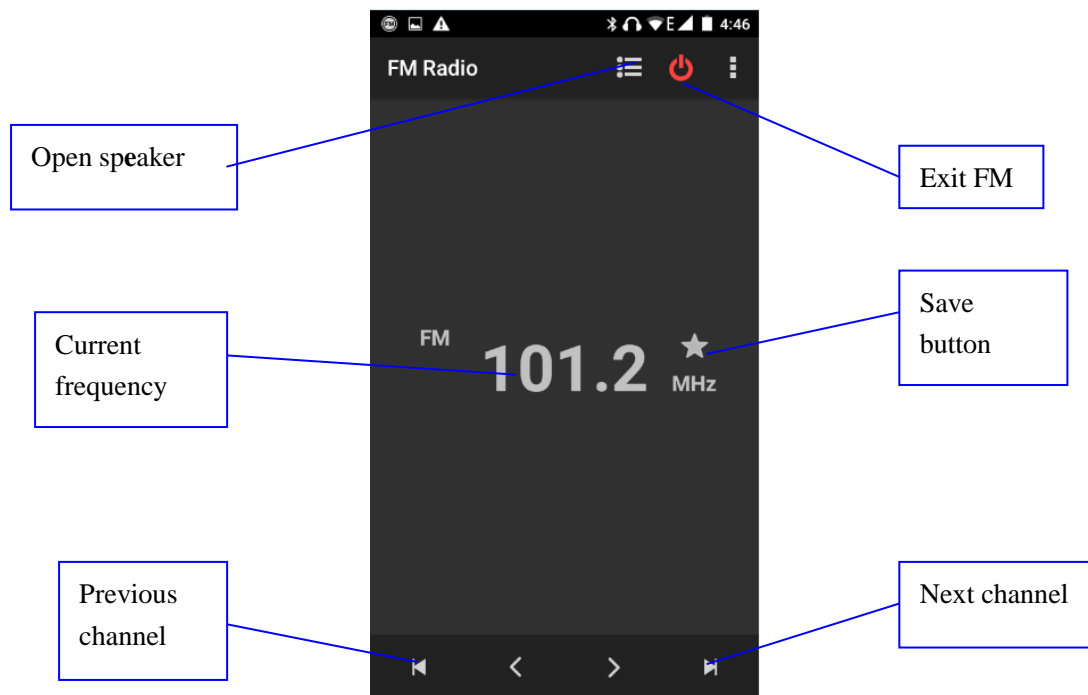 FM E 4:46
FM Radio
Open speaker
Exit FM
Save
button
Current
frequency
FM 101.2 MHz
Previous
channel
Next channel